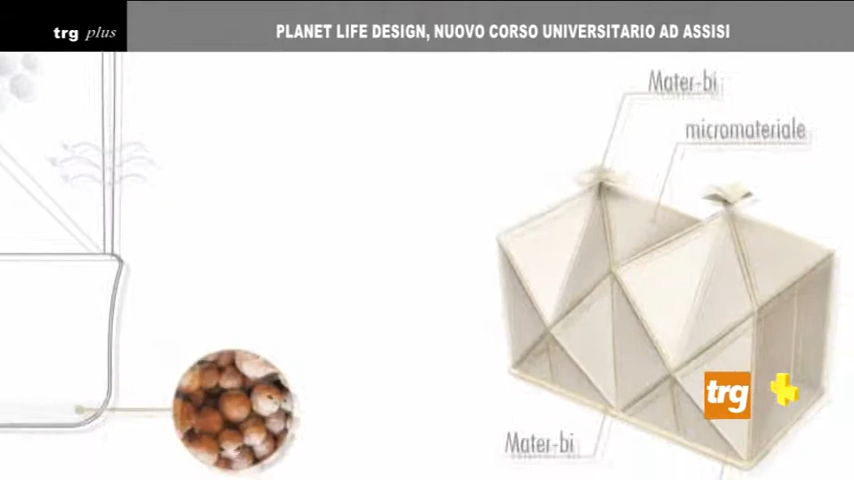 trg plus
PLANET LIFE DESIGN, NUOVO CORSO UNIVERSITARIO AD ASSISI
Mater-bi
micromateriale
trg
Mater-bi